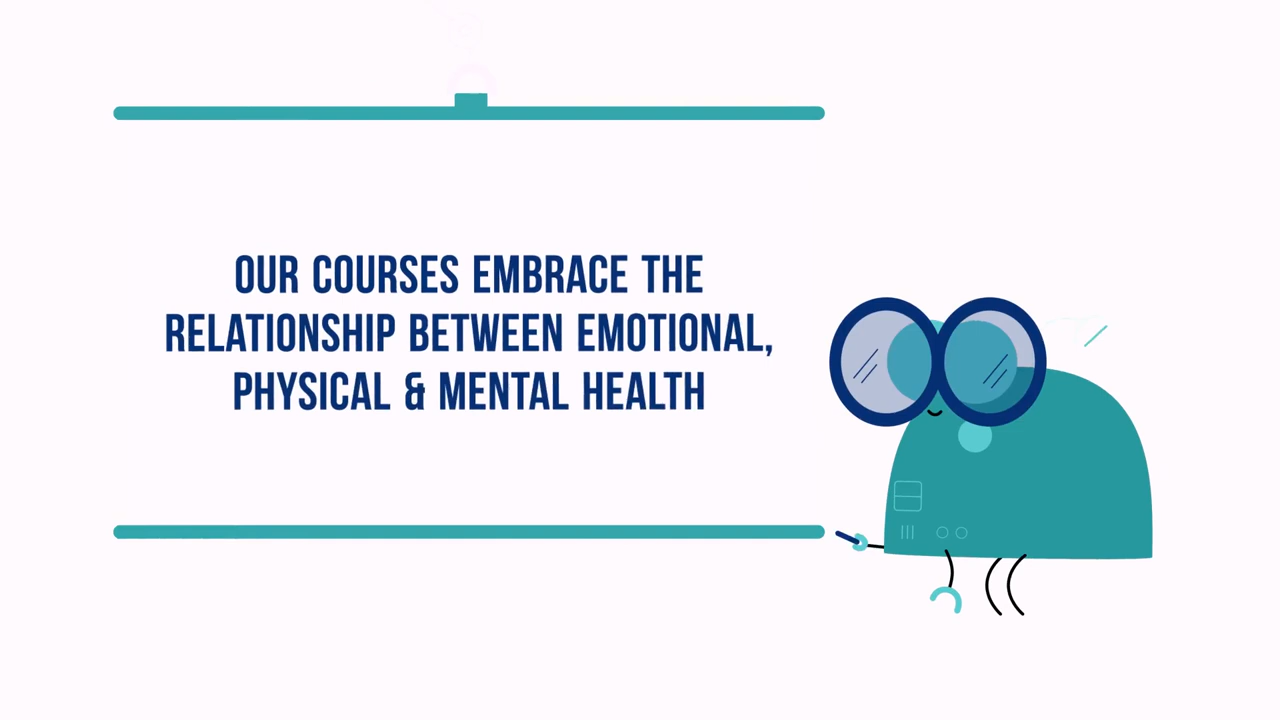 OUR COURSES EMBRACE THE
RELATIONSHIP BETWEEN EMOTIONAL,
PHYSICAL & MENTAL HEALTH